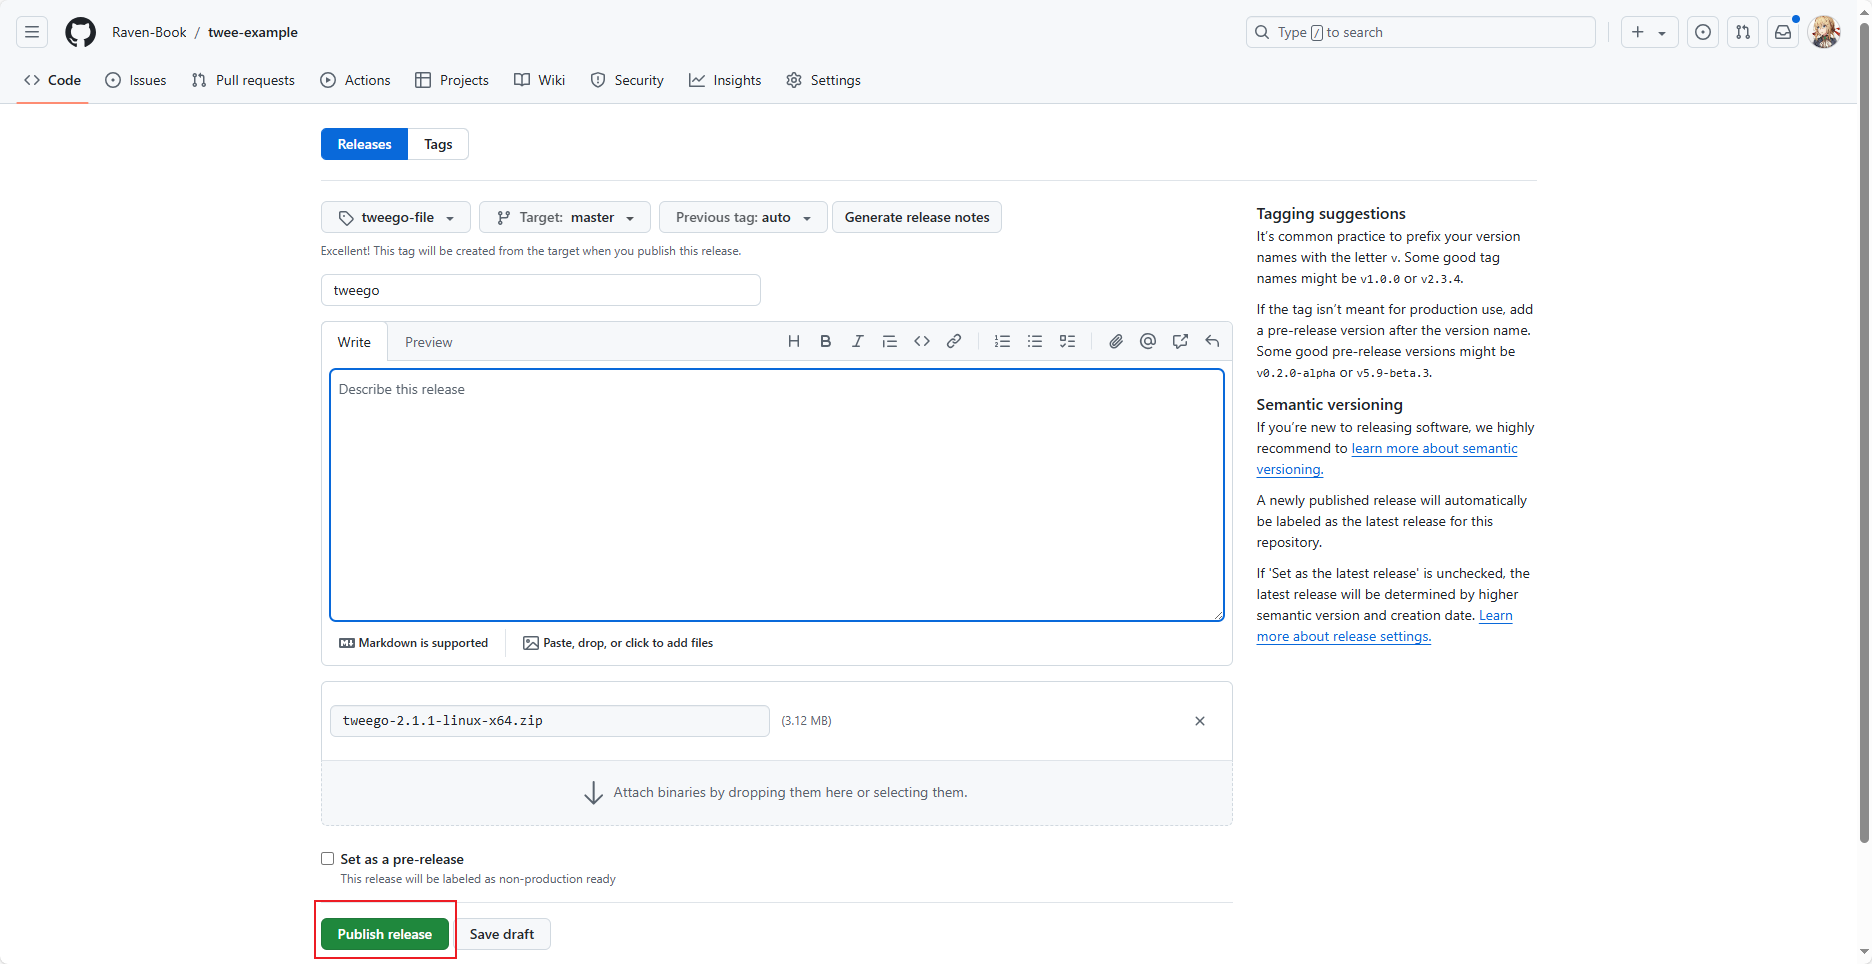 Raven-Book / twee-example
Type / to search
Code Issues Pull requests Actions Projects Wiki Security Insights Settings
Releases Tags
tweego-file Target: master Previous tag: auto Generate release notes
Excellent! This tag will be created from the target when you publish this release.
tweego
Write Preview
Describe this release
Markdown is supported Paste, drop, or click to add files
tweego-2.1.1-linux-x64.zip (3.12 MB)
Attach binaries by dropping them here or selecting them.
Set as a pre-release
This release will be labeled as non-production ready
Publish release Save draft
Tagging suggestions
It’s common practice to prefix your version
names with the letter v. Some good tag
names might be v1.0.0 or v2.3.4.
If the tag isn’t meant for production use, add
a pre-release version after the version name.
Some good pre-release versions might be
v0.2.0-alpha or v5.9-beta.3.
Semantic versioning
If you’re new to releasing software, we highly
recommend to learn more about semantic
versioning.
A newly published release will automatically
be labeled as the latest release for this
repository.
If 'Set as the latest release' is unchecked, the
latest release will be determined by higher
semantic version and creation date. Learn
more about release settings.